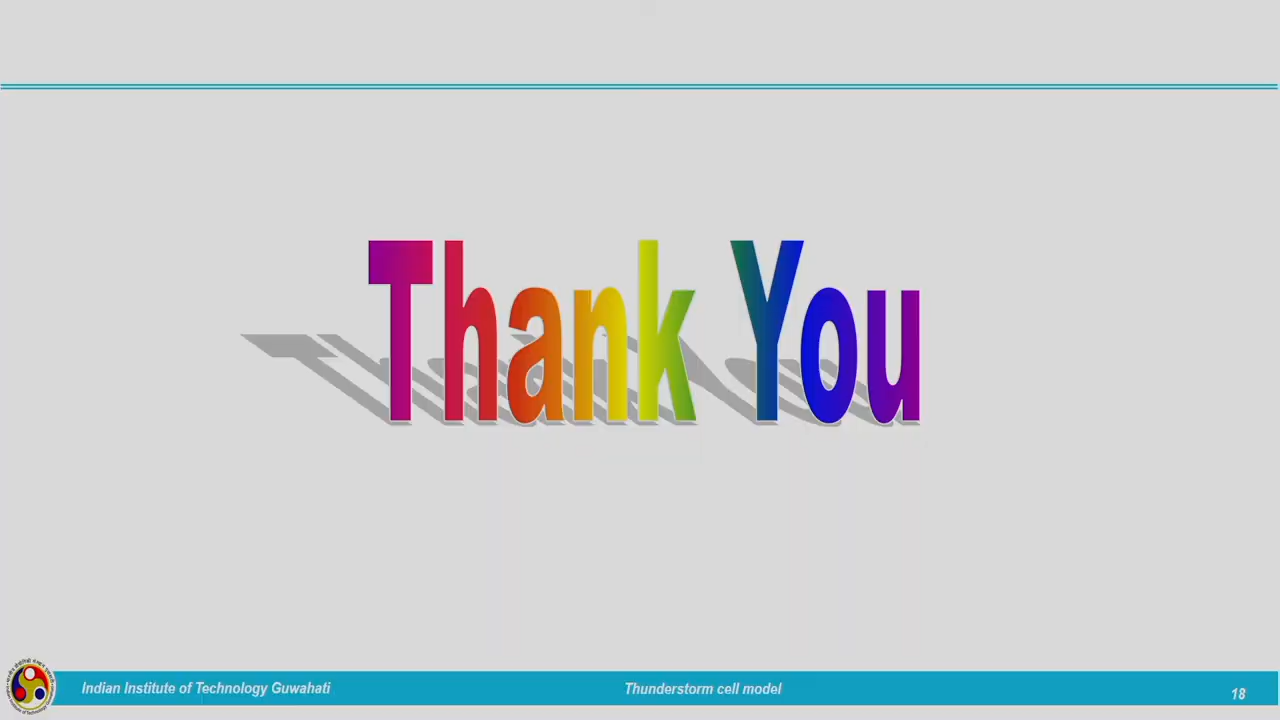 Thank You
Indian Institute of Technology Guwahati
Thunderstorm cell model
18